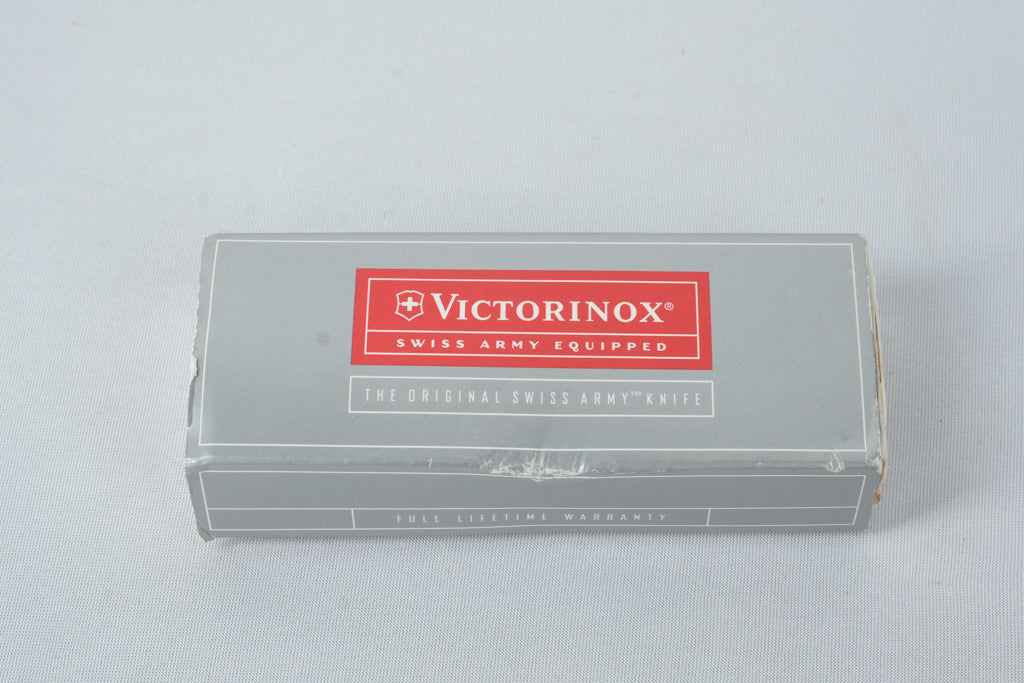 VICTORINOX®
SWISS ARMY EQUIPPED
THE ORIGINAL SWISS ARMY™ KNIFE
FULL LIFETIME WARRANTY